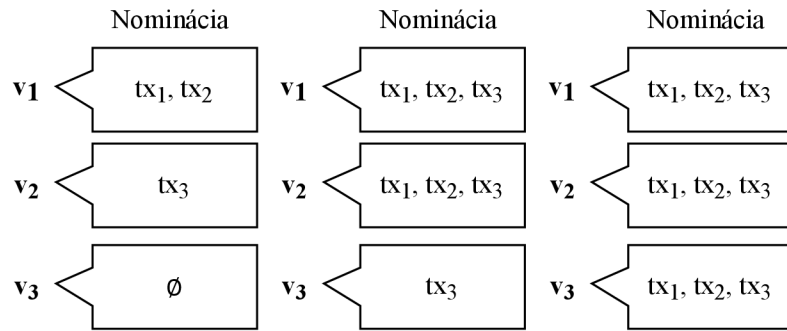 Nominácia Nominácia Nominácia
v₁ tx₁, tx₂ v₁ tx₁, tx₂, tx₃ v₁ tx₁, tx₂, tx₃
v₂ tx₃ v₂ tx₁, tx₂, tx₃ v₂ tx₁, tx₂, tx₃
v₃ ∅ v₃ tx₃ v₃ tx₁, tx₂, tx₃